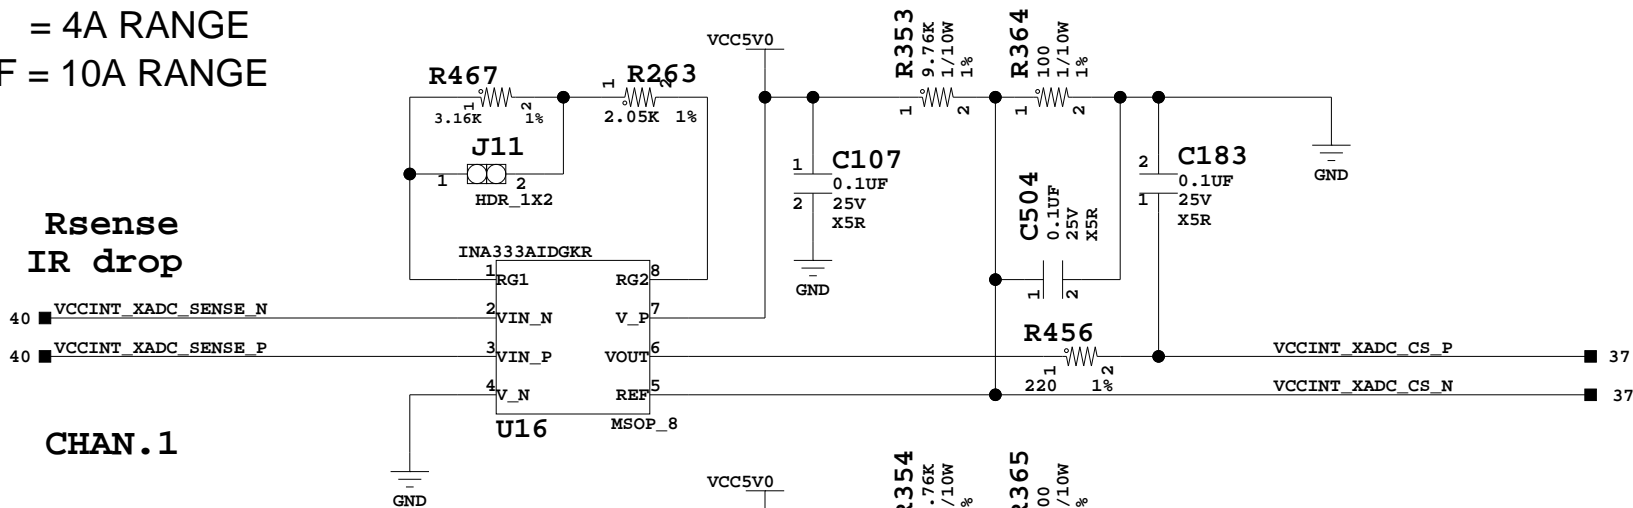 = 4A RANGE
F = 10A RANGE
R467
1
2
3.16K
1%
R263
1
2
2.05K 1%
J11
1
2
HDR_1X2
VCC5V0
R353
9.76K
1/10W
1%
1
2
R364
100
1/10W
1%
1
2
C107
1
0.1UF
2
25V
X5R
GND
C504
0.1UF
25V
X5R
1
2
C183
2
0.1UF
1
25V
X5R
GND
Rsense
IR drop
INA333AIDGKR
1
RG1
RG2
8
40
VCCINT_XADC_SENSE_N
2
VIN_N
V_P
7
40
VCCINT_XADC_SENSE_P
3
VIN_P
VOUT
6
4
V_N
REF
5
U16
MSOP_8
R456
1
2
220
1%
VCCINT_XADC_CS_P
37
VCCINT_XADC_CS_N
37
CHAN.1
GND
VCC5V0
R354
.76K
/10W
%
R365
00
/10W
%